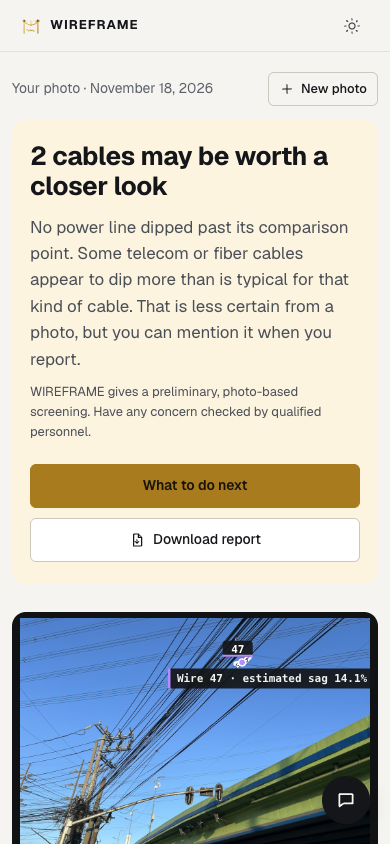 WIREFRAME
Your photo · November 18, 2026
New photo
2 cables may be worth a
closer look
No power line dipped past its comparison
point. Some telecom or fiber cables
appear to dip more than is typical for that
kind of cable. That is less certain from a
photo, but you can mention it when you
report.
WIREFRAME gives a preliminary, photo-based
screening. Have any concern checked by qualified
personnel.
What to do next
Download report
47
Wire 47 · estimated sag 14.1%